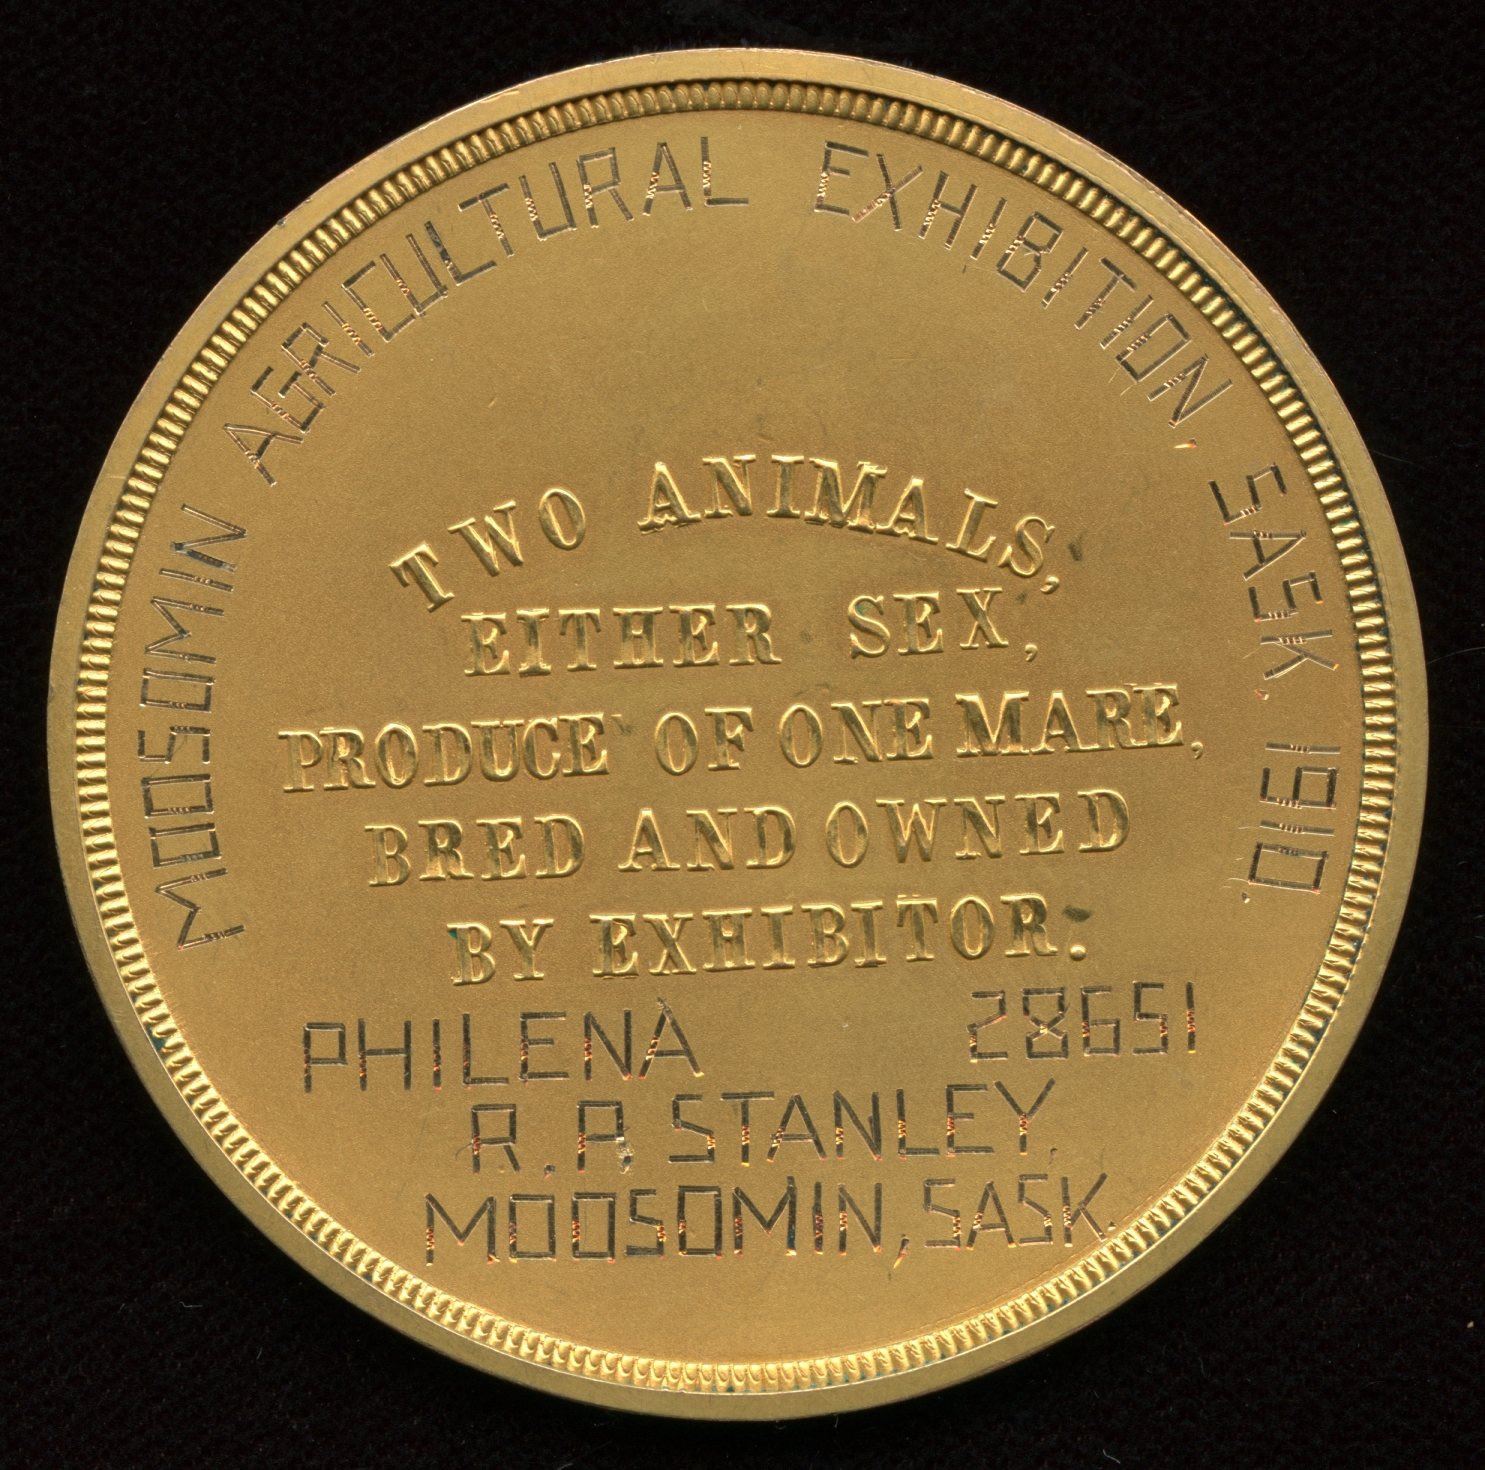 MOOSOMIN AGRICULTURAL EXHIBITION, SASK. 1910.
TWO ANIMALS,
EITHER SEX,
PRODUCE OF ONE MARE,
BRED AND OWNED
BY EXHIBITOR.
PHILENA 28651
R. P. STANLEY,
MOOSOMIN, SASK.